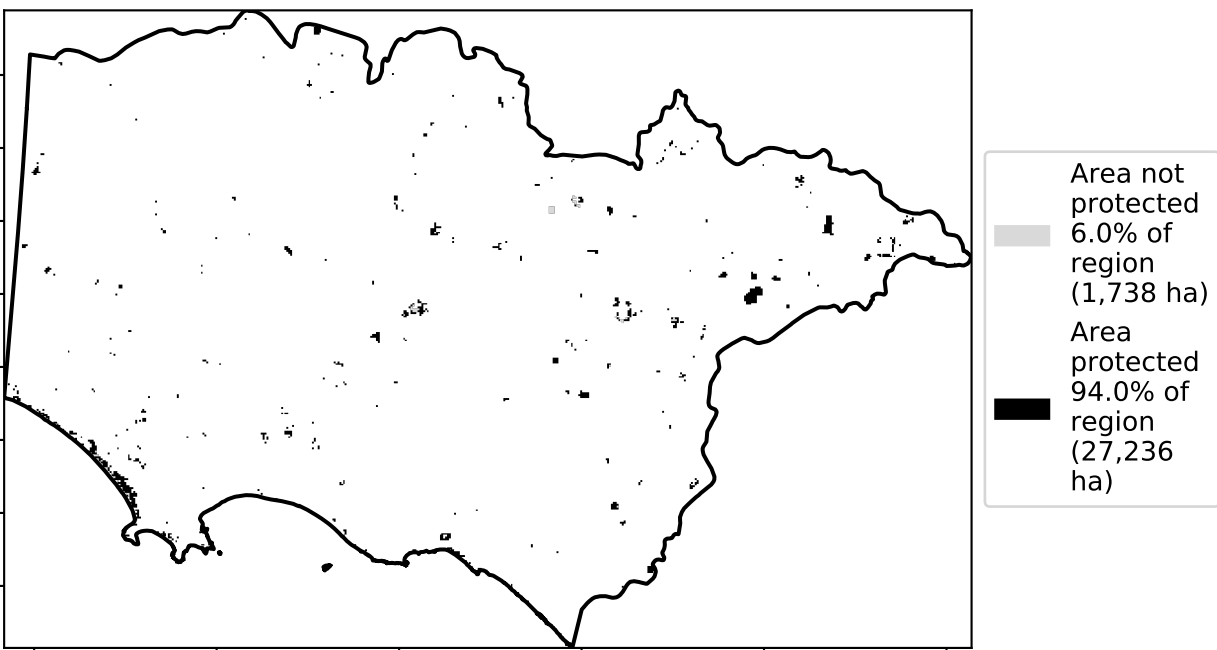 Area not
protected
6.0% of
region
(1,738 ha)
Area
protected
94.0% of
region
(27,236
ha)